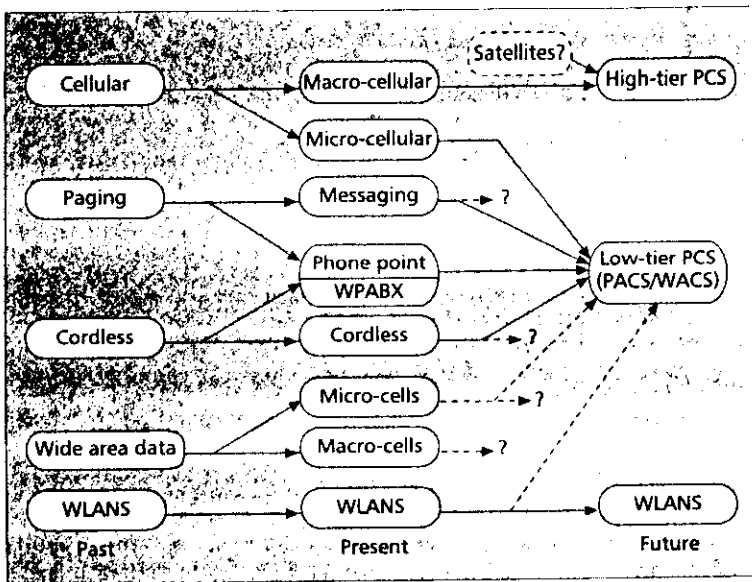 Satellites?
Cellular
Macro-cellular
High-tier PCS
Micro-cellular
Paging
Messaging
?
Phone point
WPABX
Low-tier PCS
(PACS/WACS)
Cordless
Cordless
?
Micro-cells
?
Wide area data
Macro-cells
?
WLANS
WLANS
WLANS
Past
Present
Future